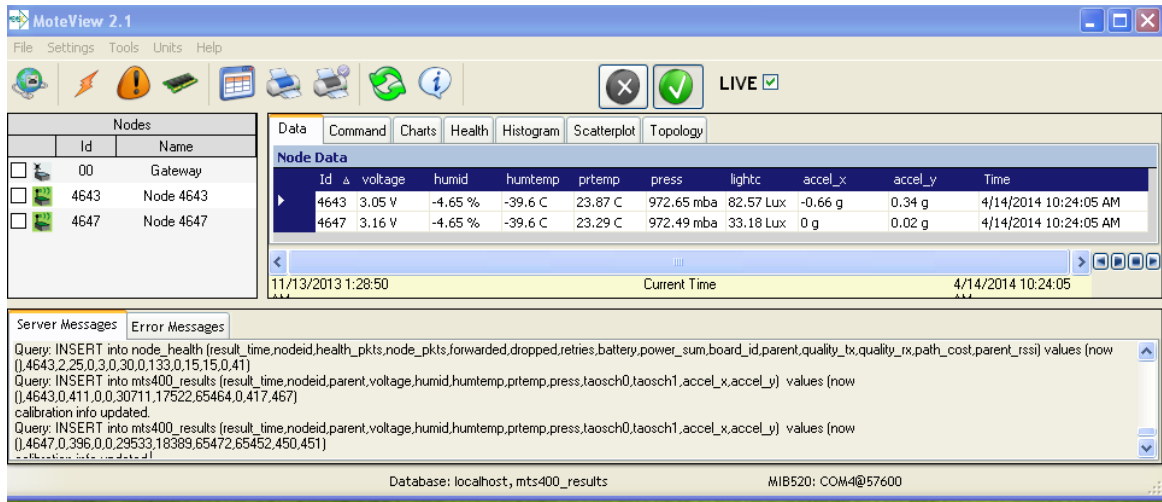 MoteView 2.1
File Settings Tools Units Help
LIVE
Nodes
Id Name
00 Gateway
4643 Node 4643
4647 Node 4647
Data Command Charts Health Histogram Scatterplot Topology
Node Data
Id voltage humid humtemp prtemp press lightc accel_x accel_y Time
4643 3.05 V -4.65 % -39.6 C 23.87 C 972.65 mba 82.57 Lux -0.66 g 0.34 g 4/14/2014 10:24:05 AM
4647 3.16 V -4.65 % -39.6 C 23.29 C 972.49 mba 33.18 Lux 0 g 0.02 g 4/14/2014 10:24:05 AM
11/13/2013 1:28:50 Current Time 4/14/2014 10:24:05
Server Messages Error Messages
Query: INSERT into node_health (result_time,nodeid,health_pkts,node_pkts,forwarded,dropped,retries,battery,power_sum,board_id,parent,quality_tx,quality_rx,path_cost,parent_rssi) values (now
(),4643,2,25,0,3,0,30,0,133,0,15,15,0,41)
Query: INSERT into mts400_results (result_time,nodeid,parent,voltage,humid,humtemp,prtemp,press,taosch0,taosch1,accel_x,accel_y) values (now
(),4643,0,411,0,0,30711,17522,65464,0,417,467)
calibration info updated.
Query: INSERT into mts400_results (result_time,nodeid,parent,voltage,humid,humtemp,prtemp,press,taosch0,taosch1,accel_x,accel_y) values (now
(),4647,0,396,0,0,29533,18389,65472,65452,450,451)
Database: localhost, mts400_results MIB520: COM4@57600